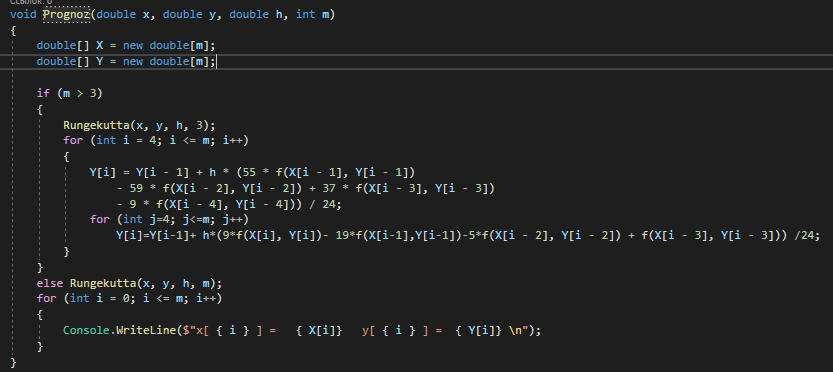 void Prognoz(double x, double y, double h, int m)
{
double[] X = new double[m];
double[] Y = new double[m];
if (m > 3)
{
Rungekutta(x, y, h, 3);
for (int i = 4; i <= m; i++)
{
Y[i] = Y[i - 1] + h * (55 * f(X[i - 1], Y[i - 1])
- 59 * f(X[i - 2], Y[i - 2]) + 37 * f(X[i - 3], Y[i - 3])
- 9 * f(X[i - 4], Y[i - 4])) / 24;
for (int j=4; j<=m; j++)
Y[i]=Y[i-1]+ h*(9*f(X[i], Y[i])- 19*f(X[i-1],Y[i-1])-5*f(X[i - 2], Y[i - 2]) + f(X[i - 3], Y[i - 3])) /24;
}
}
else Rungekutta(x, y, h, m);
for (int i = 0; i <= m; i++)
{
Console.WriteLine($"x[ { i } ] =   { X[i]}   y[ { i } ] =  { Y[i]} \n");
}
}